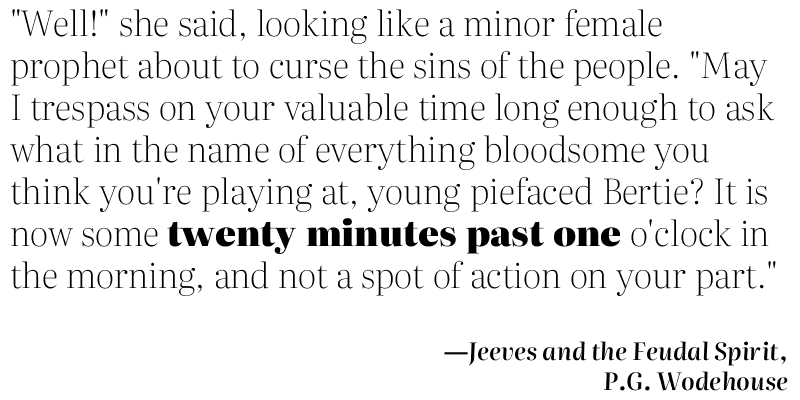 "Well!" she said, looking like a minor female
prophet about to curse the sins of the people. "May
I trespass on your valuable time long enough to ask
what in the name of everything bloodsome you
think you're playing at, young piefaced Bertie? It is
now some twenty minutes past one o'clock in
the morning, and not a spot of action on your part."
—Jeeves and the Feudal Spirit,
P.G. Wodehouse